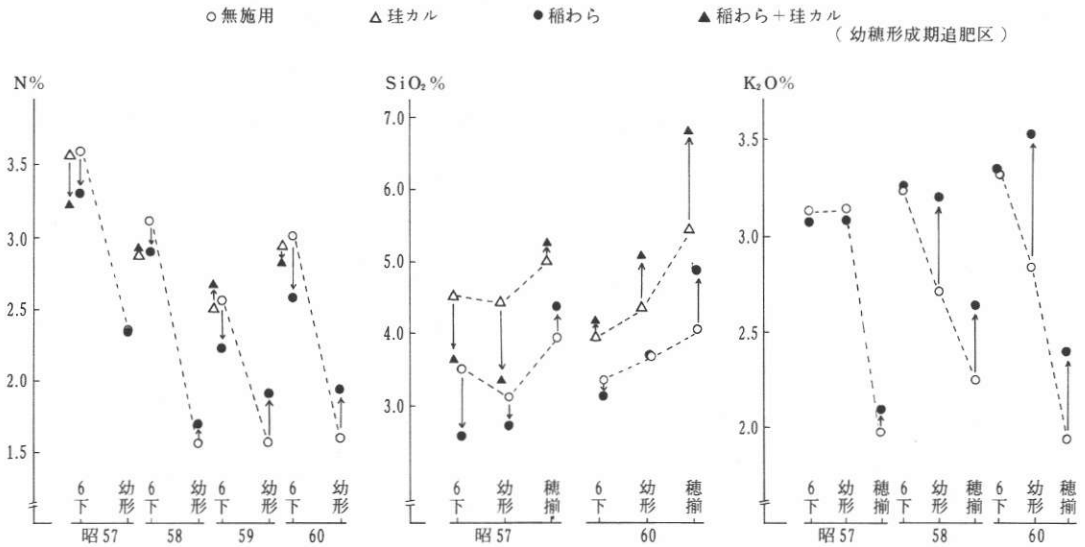 ○無施用 △珪カル ●稲わら ▲稲わら＋珪カル
（幼穂形成期追肥区）
N%
3.5
3.0
2.5
2.0
1.5
6下 幼形 6下 幼形 6下 幼形 6下 幼形
昭57 58 59 60
SiO₂%
7.0
6.0
5.0
4.0
3.0
6下 幼形 穂揃 6下 幼形 穂揃
昭57 60
K₂O%
3.5
3.0
2.5
2.0
6下 幼形 穂揃 6下 幼形 穂揃 6下 幼形 穂揃
昭57 58 60